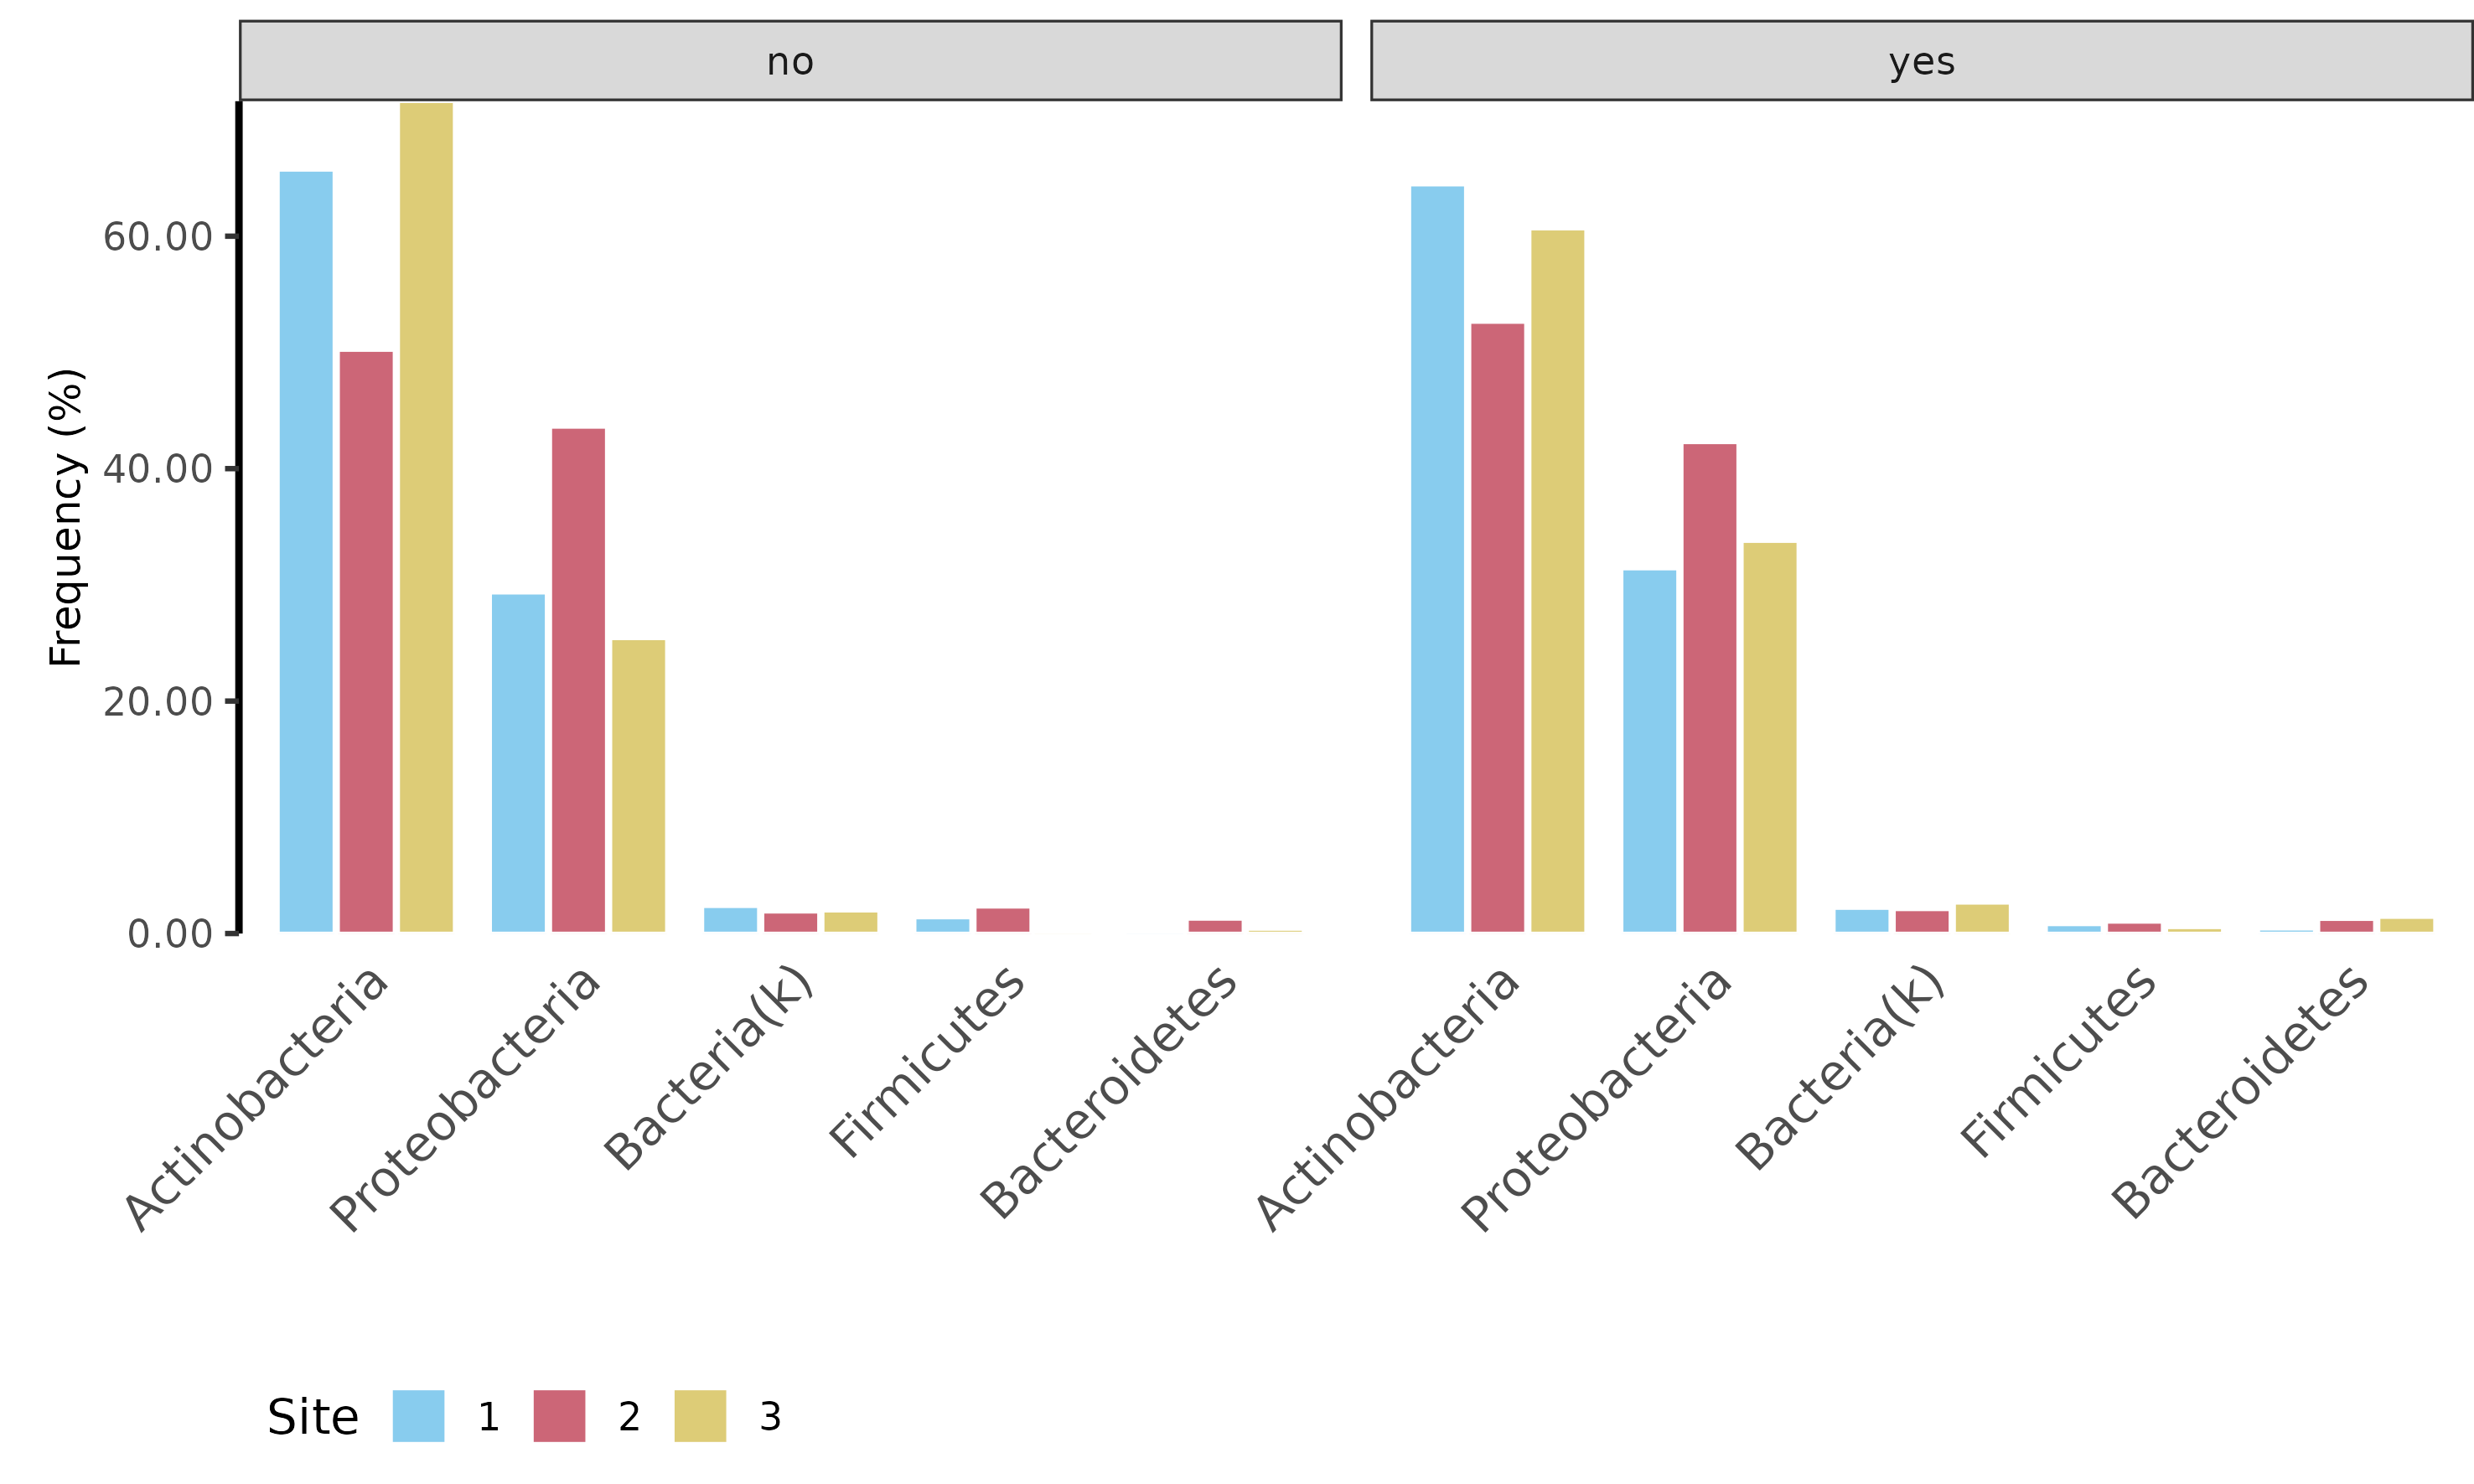 no
yes
Frequency (%)
60.00
40.00
20.00
0.00
Actinobacteria
Proteobacteria
Bacteria(k)
Firmicutes
Bacteroidetes
Actinobacteria
Proteobacteria
Bacteria(k)
Firmicutes
Bacteroidetes
Site 1 2 3